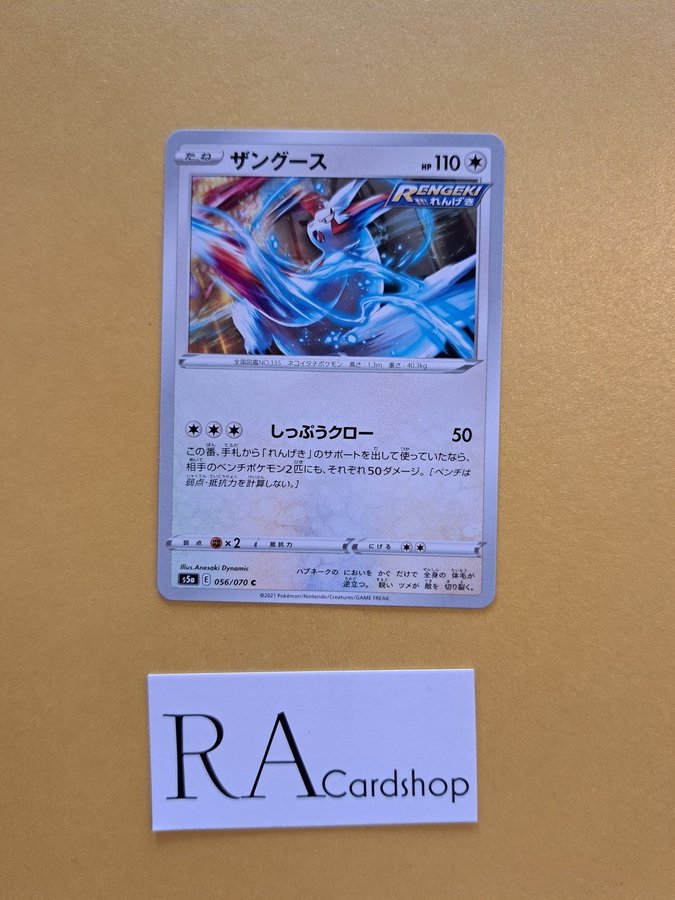 たね ザングース HP 110
RENGEKI
れんげき
全国図鑑NO.335 ネコイタチポケモン 高さ：1.3m 重さ：40.3kg
しっぷうクロー 50
この番、手札から「れんげき」のサポートを出して使っていたなら、
相手のベンチポケモン2匹にも、それぞれ50ダメージ。［ベンチは
弱点・抵抗力を計算しない。］
弱点 ×2 抵抗力 にげる
Illus.Anesaki Dynamic
s5a E 056/070 C
ハブネークの においを かぐ だけで 全身の 体毛が
逆立つ。 鋭い ツメが 敵を 切り裂く。
©2021 Pokémon/Nintendo/Creatures/GAME FREAK.
RA Cardshop